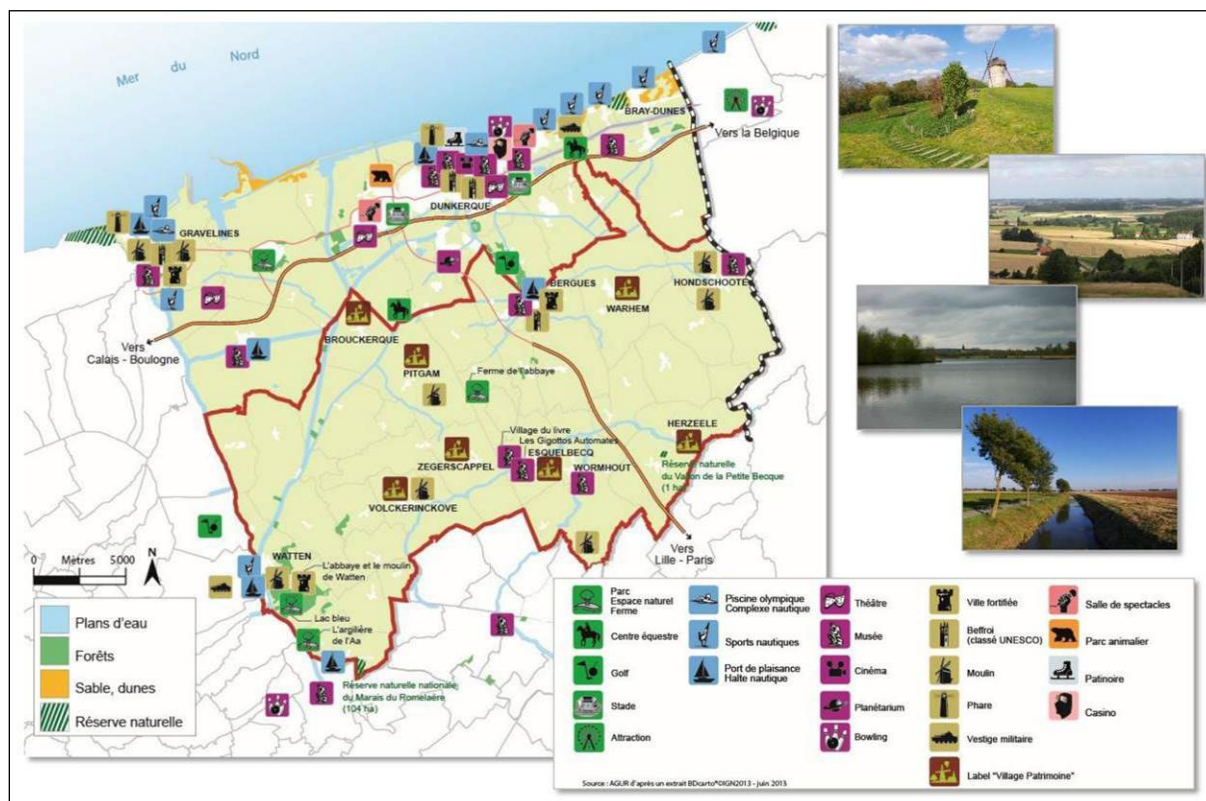 Mer du Nord
BRAY-DUNES
Vers la Belgique
DUNKERQUE
GRAVELINES
BERGUES
HONDSCHOOTE
WARHEM
Vers
Calais - Boulogne
BROUCKERQUE
PITGAM
Ferme de l'abbaye
HERZEELE
Village du livre
Les Gigottos Automates
ESQUELBECQ
ZEGERSCAPPEL
WORMHOUT
Réserve naturelle
du Vallon de la Petite Becque
(1 ha)
VOLCKERINCKOVE
Vers
Lille - Paris
WATTEN
L'abbaye et le moulin
de Watten
Lac bleu
L'argilière
de l'Aa
Réserve naturelle nationale
du Marais du Romelaëre
(104 ha)
0 Mètres 5000
N
Plans d'eau
Forêts
Sable, dunes
Réserve naturelle
Parc
Espace naturel
Ferme
Centre équestre
Golf
Stade
Attraction
Piscine olympique
Complexe nautique
Sports nautiques
Port de plaisance
Halte nautique
Théâtre
Musée
Cinéma
Planétarium
Bowling
Ville fortifiée
Beffroi
(classé UNESCO)
Moulin
Phare
Vestige militaire
Label "Village Patrimoine"
Salle de spectacles
Parc animalier
Patinoire
Casino
Source : AGUR d'après un extrait BDcarto®©IGN2013 - juin 2013